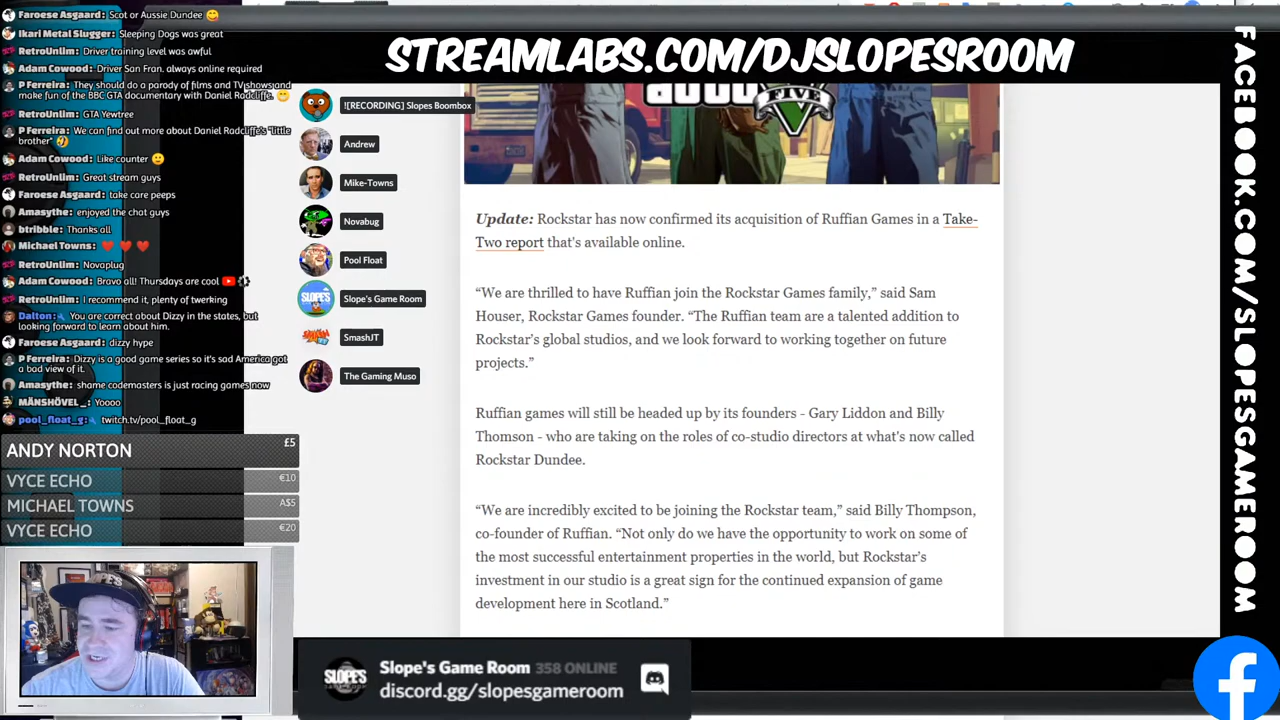 Faroese Asgaard: Scot or Aussie Dundee
Ikari Metal Slugger: Sleeping Dogs was great
RetroUnlim: Driver training level was awful
Adam Cowood: Driver San Fran. always online required
P Ferreira: They should do a parody of films and TV shows and
make fun of the BBC GTA documentary with Daniel Radcliffe.
RetroUnlim: GTA Yewtree
P Ferreira: We can find out more about Daniel Radcliffe's "little
brother"
Adam Cowood: Like counter
RetroUnlim: Great stream guys
Faroese Asgaard: take care peeps
Amasythe: enjoyed the chat guys
btribble: Thanks all
Michael Towns:
RetroUnlim: Novaplug
Adam Cowood: Bravo all! Thursdays are cool
RetroUnlim: I recommend it, plenty of twerking
Dalton: You are correct about Dizzy in the states, but
looking forward to learn about him.
Faroese Asgaard: dizzy hype
P Ferreira: Dizzy is a good game series so it's sad America got
a bad view of it.
Amasythe: shame codemasters is just racing games now
MÄNSHÖVEL_: Yoooo
pool_float_g: twitch.tv/pool_float_g
ANDY NORTON £5
VYCE ECHO €10
MICHAEL TOWNS A$5
VYCE ECHO €20
STREAMLABS.COM/DJSLOPESROOM
![RECORDING] Slopes Boombox
Andrew
Mike-Towns
Novabug
Pool Float
SLOPES
Slope's Game Room
SmashJT
The Gaming Muso
FIVE
Update: Rockstar has now confirmed its acquisition of Ruffian Games in a Take-
Two report that's available online.
“We are thrilled to have Ruffian join the Rockstar Games family,” said Sam
Houser, Rockstar Games founder. “The Ruffian team are a talented addition to
Rockstar’s global studios, and we look forward to working together on future
projects.”
Ruffian games will still be headed up by its founders - Gary Liddon and Billy
Thomson - who are taking on the roles of co-studio directors at what's now called
Rockstar Dundee.
“We are incredibly excited to be joining the Rockstar team,” said Billy Thompson,
co-founder of Ruffian. “Not only do we have the opportunity to work on some of
the most successful entertainment properties in the world, but Rockstar’s
investment in our studio is a great sign for the continued expansion of game
development here in Scotland.”
SLOPES
Slope's Game Room 358 ONLINE
discord.gg/slopesgameroom
FACEBOOK.COM/SLOPESGAMEROOM